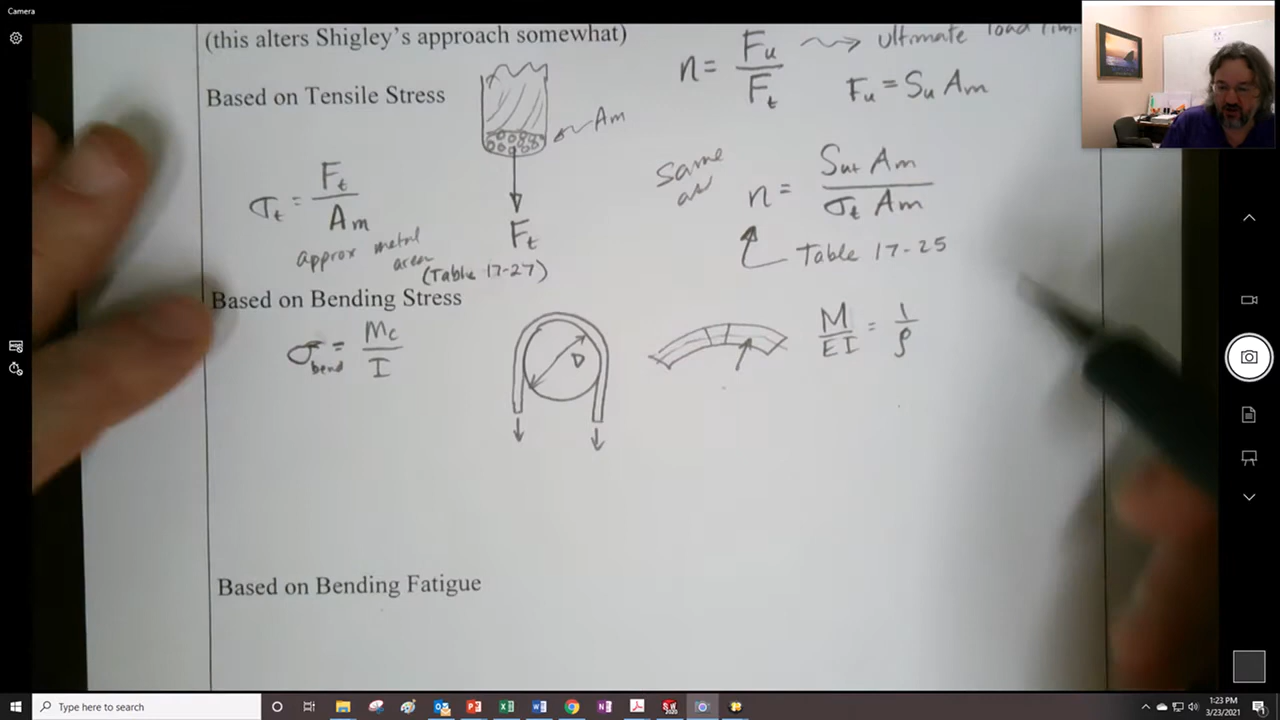 Camera
(this alters Shigley's approach somewhat)
n = Fu / Ft ⟿ ultimate load
Fu = Su Am
Based on Tensile Stress
Am
σt = Ft / Am
approx metal area
(Table 17-27)
Ft
same as
n = Sut Am / σt Am
Table 17-25
Based on Bending Stress
σbend = Mc / I
D
M / EI = 1 / ρ
Based on Bending Fatigue
Type here to search
1:23 PM
3/23/2021